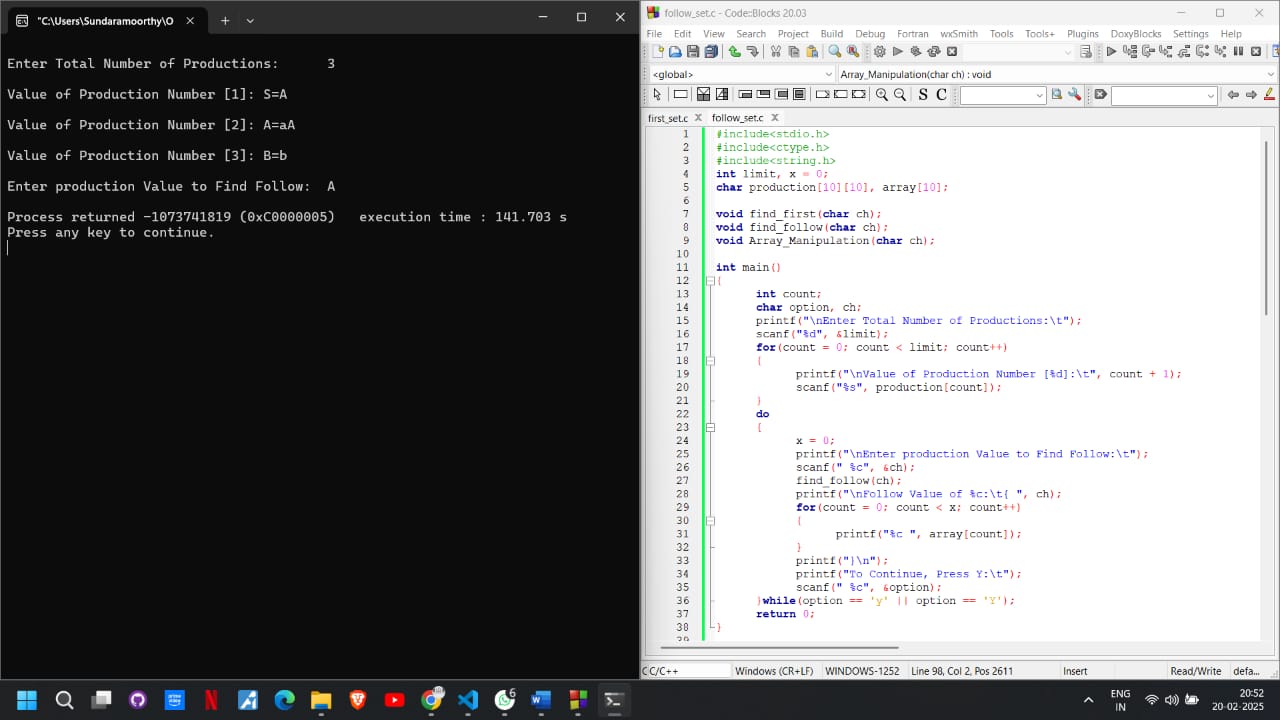 "C:\Users\Sundaramoorthy\O
Enter Total Number of Productions:      3
Value of Production Number [1]: S=A
Value of Production Number [2]: A=aA
Value of Production Number [3]: B=b
Enter production Value to Find Follow:  A
Process returned -1073741819 (0xC0000005)   execution time : 141.703 s
Press any key to continue.
follow_set.c - Code::Blocks 20.03
File Edit View Search Project Build Debug Fortran wxSmith Tools Tools+ Plugins DoxyBlocks Settings Help
<global>
Array_Manipulation(char ch) : void
S C
first_set.c follow_set.c
1 #include<stdio.h>
2 #include<ctype.h>
3 #include<string.h>
4 int limit, x = 0;
5 char production[10][10], array[10];
6
7 void find_first(char ch);
8 void find_follow(char ch);
9 void Array_Manipulation(char ch);
10
11 int main()
12 {
13 int count;
14 char option, ch;
15 printf("\nEnter Total Number of Productions:\t");
16 scanf("%d", &limit);
17 for(count = 0; count < limit; count++)
18 {
19 printf("\nValue of Production Number [%d]:\t", count + 1);
20 scanf("%s", production[count]);
21 }
22 do
23 {
24 x = 0;
25 printf("\nEnter production Value to Find Follow:\t");
26 scanf(" %c", &ch);
27 find_follow(ch);
28 printf("\nFollow Value of %c:\t{ ", ch);
29 for(count = 0; count < x; count++)
30 {
31 printf("%c ", array[count]);
32 }
33 printf("}\n");
34 printf("To Continue, Press Y:\t");
35 scanf(" %c", &option);
36 }while(option == 'y' || option == 'Y');
37 return 0;
38 }
39
C/C++ Windows (CR+LF) WINDOWS-1252 Line 98, Col 2, Pos 2611 Insert Read/Write defa...
prime video
N
6
W
ENG
IN
20:52
20-02-2025